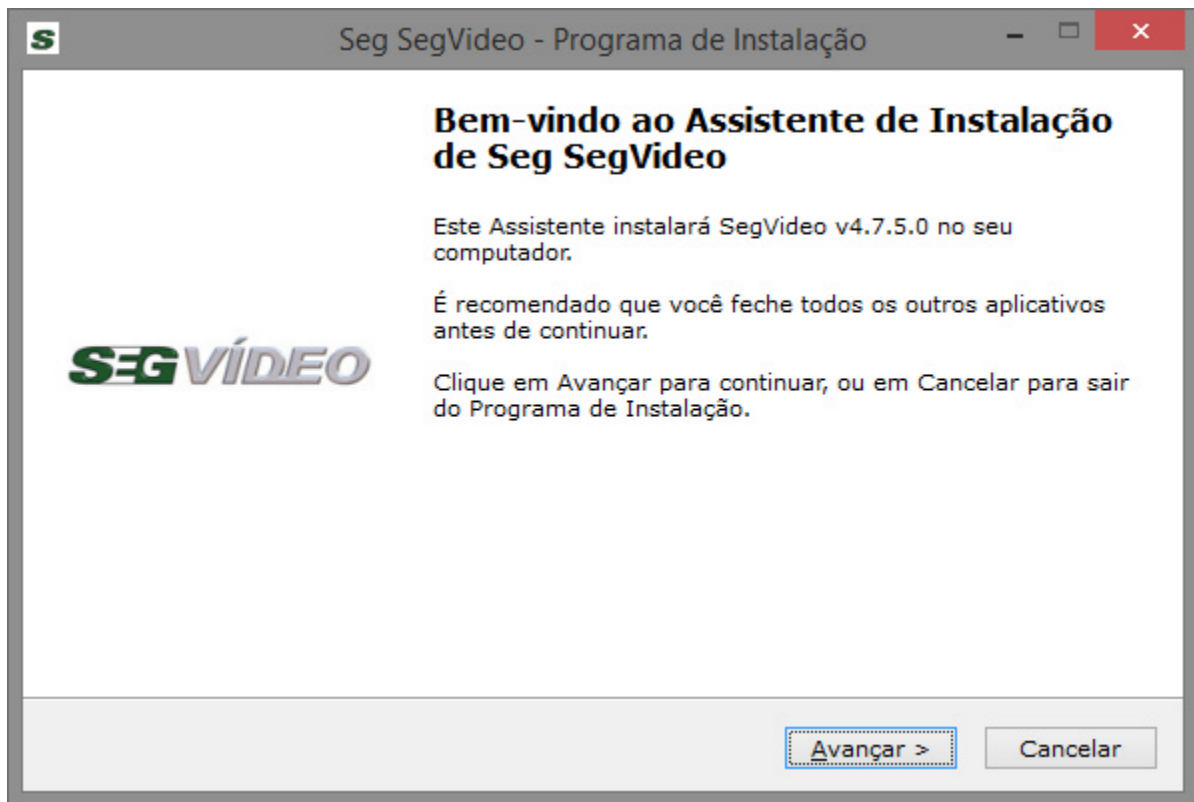 S
Seg SegVideo - Programa de Instalação
Bem-vindo ao Assistente de Instalação
de Seg SegVideo
Este Assistente instalará SegVideo v4.7.5.0 no seu
computador.
É recomendado que você feche todos os outros aplicativos
antes de continuar.
SEGVÍDEO
Clique em Avançar para continuar, ou em Cancelar para sair
do Programa de Instalação.
Avançar >
Cancelar